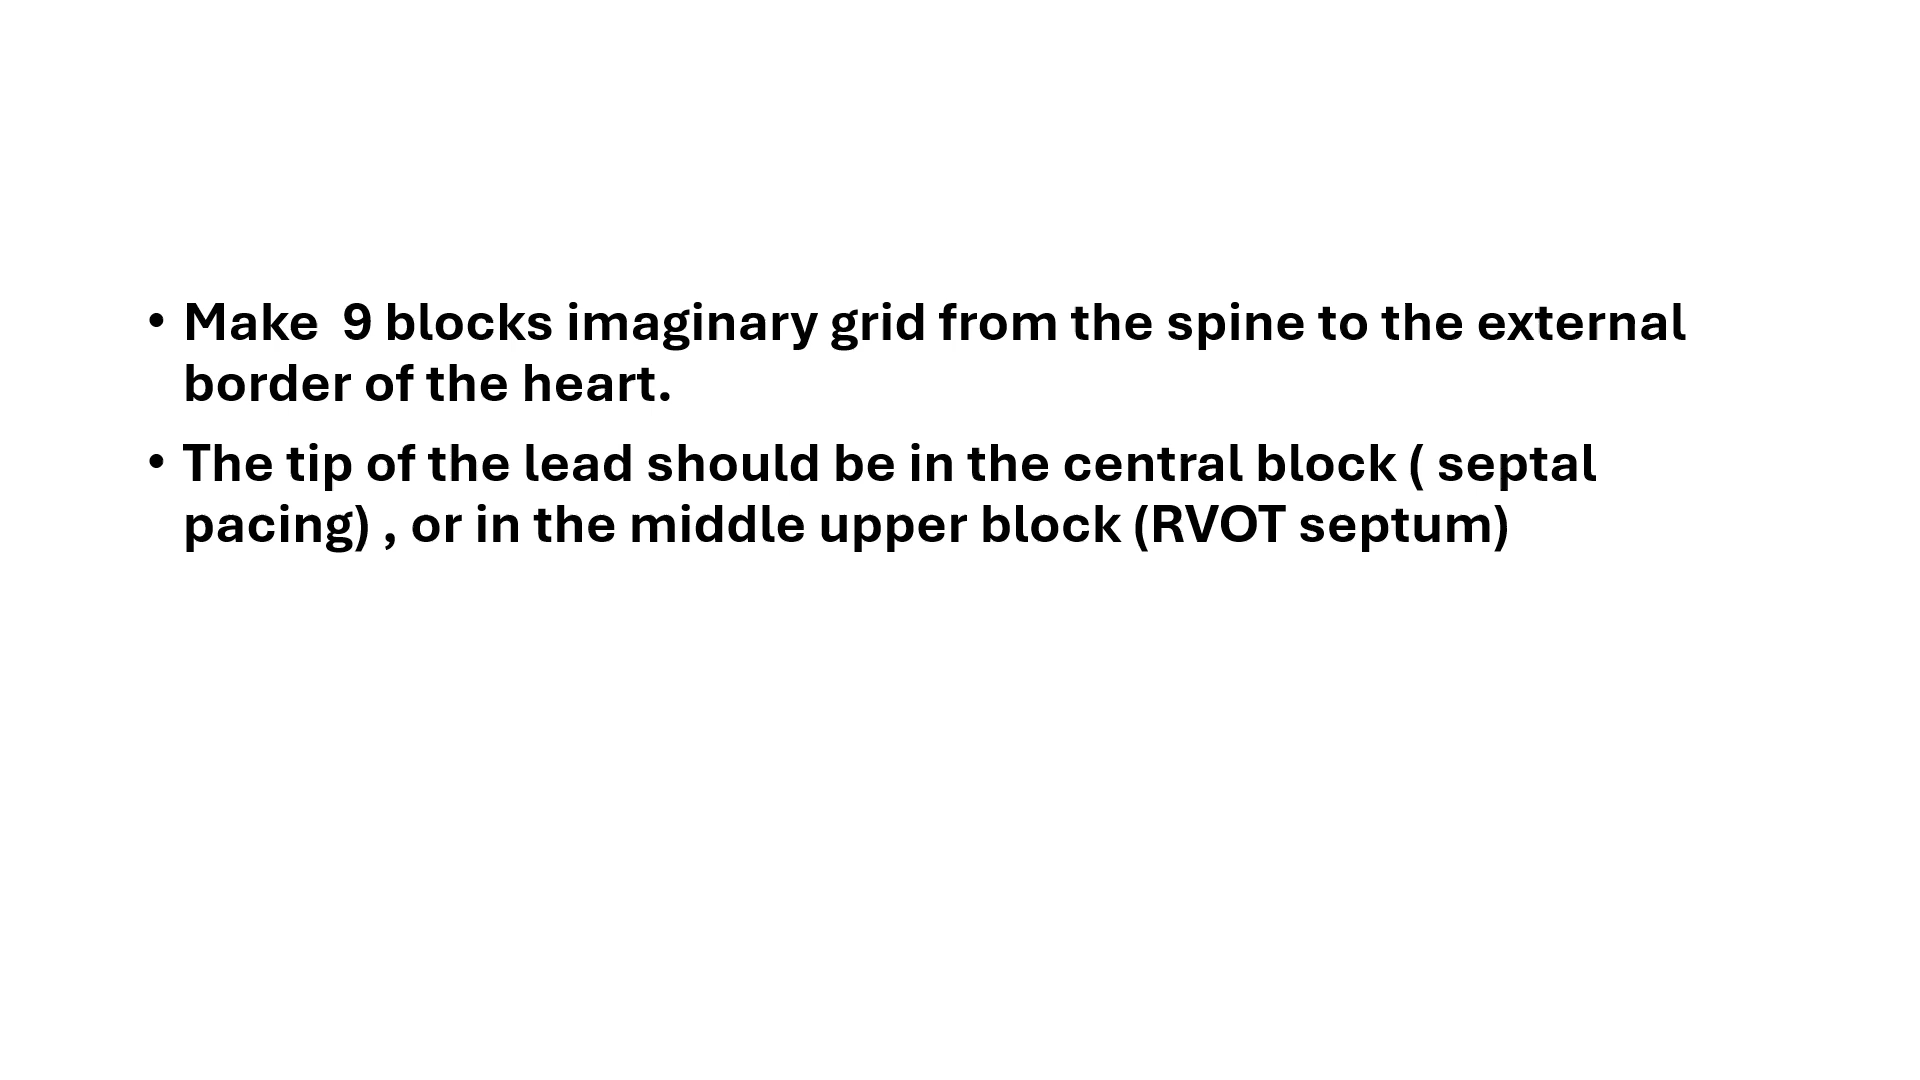 • Make  9 blocks imaginary grid from the spine to the external
border of the heart.
• The tip of the lead should be in the central block ( septal
pacing) , or in the middle upper block (RVOT septum)